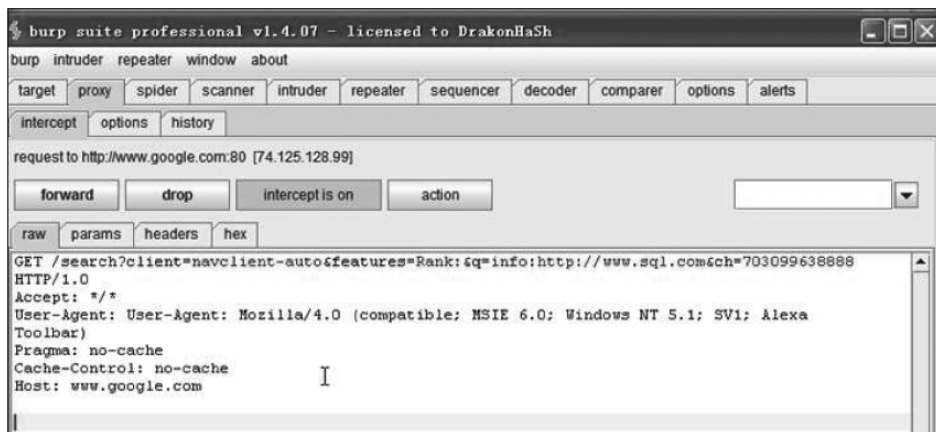 burp suite professional v1.4.07 - licensed to DrakonHaSh
burp intruder repeater window about
target proxy spider scanner intruder repeater sequencer decoder comparer options alerts
intercept options history
request to http://www.google.com:80 [74.125.128.99]
forward drop intercept is on action
raw params headers hex
GET /search?client=navclient-auto&features=Rank:&q=info:http://www.sql.com&ch=703099638888
HTTP/1.0
Accept: */*
User-Agent: User-Agent: Mozilla/4.0 (compatible; MSIE 6.0; Windows NT 5.1; SV1; Alexa
Toolbar)
Pragma: no-cache
Cache-Control: no-cache
Host: www.google.com